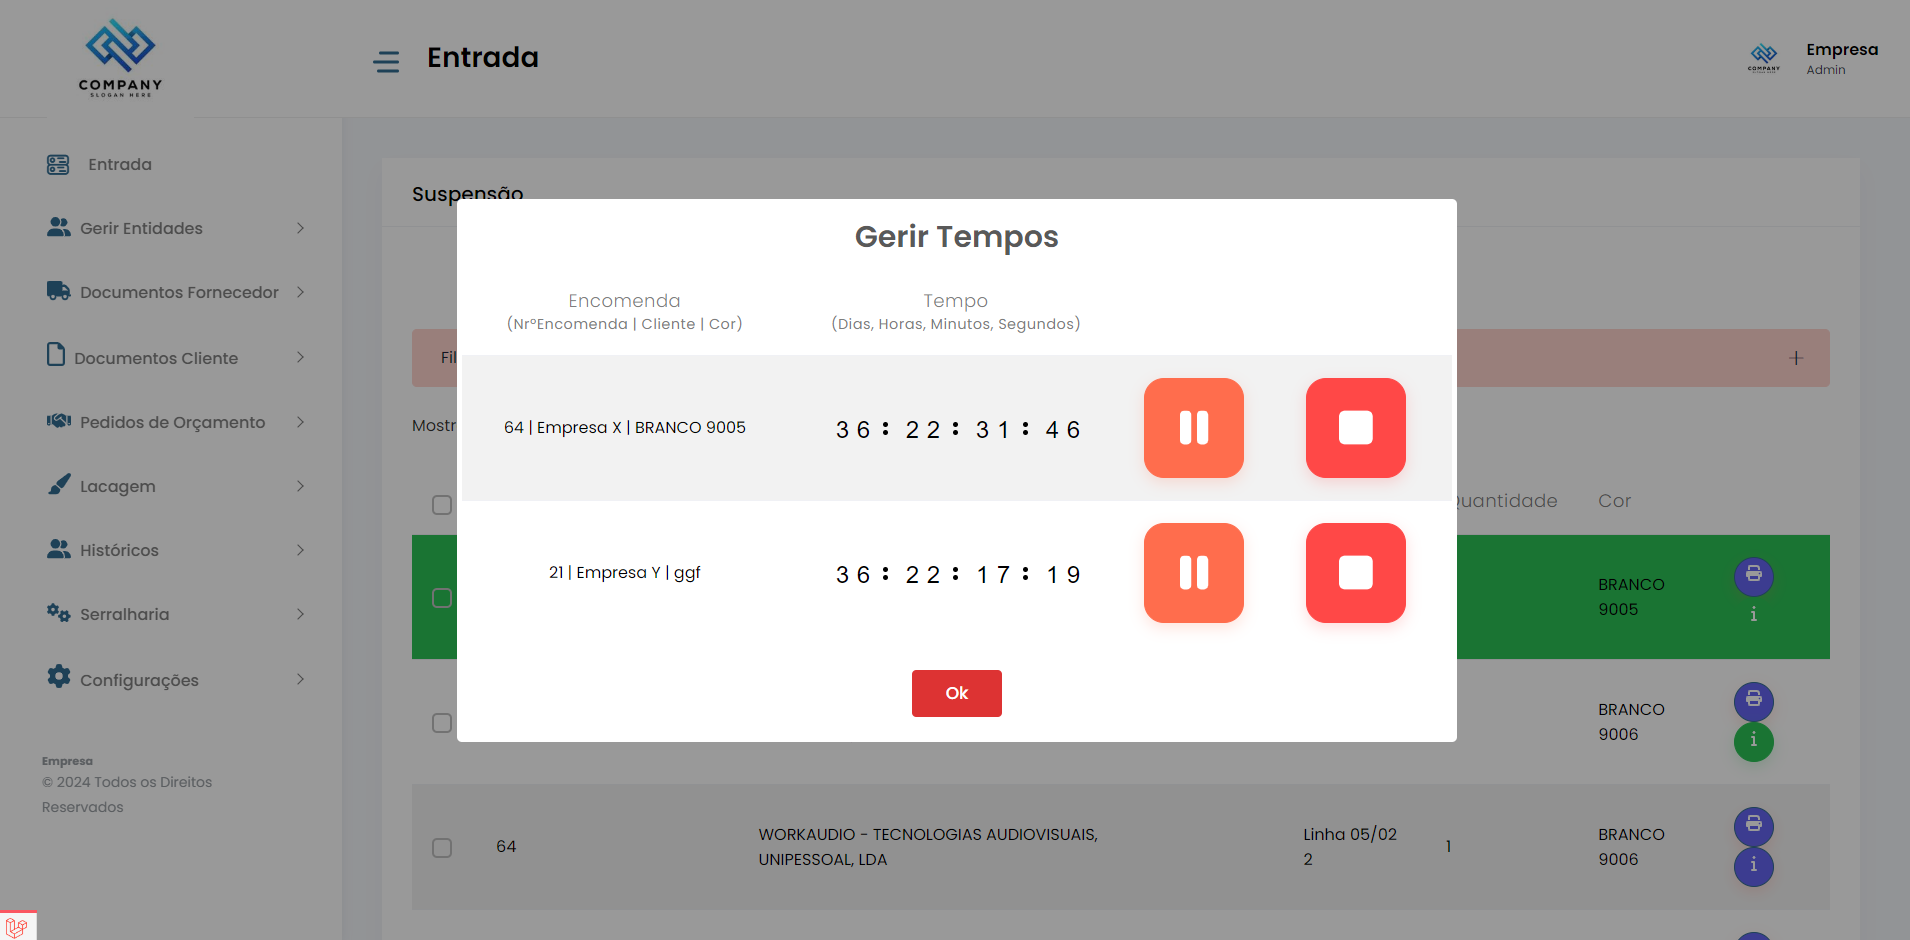 COMPANY
SLOGAN HERE
Entrada
COMPANY
Empresa
Admin
Entrada
Gerir Entidades
Documentos Fornecedor
Documentos Cliente
Pedidos de Orçamento
Lacagem
Históricos
Serralharia
Configurações
Empresa
© 2024 Todos os Direitos
Reservados
Suspensão
Gerir Tempos
Encomenda
(NrºEncomenda | Cliente | Cor)
Tempo
(Dias, Horas, Minutos, Segundos)
64 | Empresa X | BRANCO 9005
36: 22: 31: 46
21 | Empresa Y | ggf
36: 22: 17: 19
Ok
Fil
Mostr
uantidade
Cor
BRANCO
9005
BRANCO
9006
64
WORKAUDIO - TECNOLOGIAS AUDIOVISUAIS,
UNIPESSOAL, LDA
Linha 05/02
2
1
BRANCO
9006